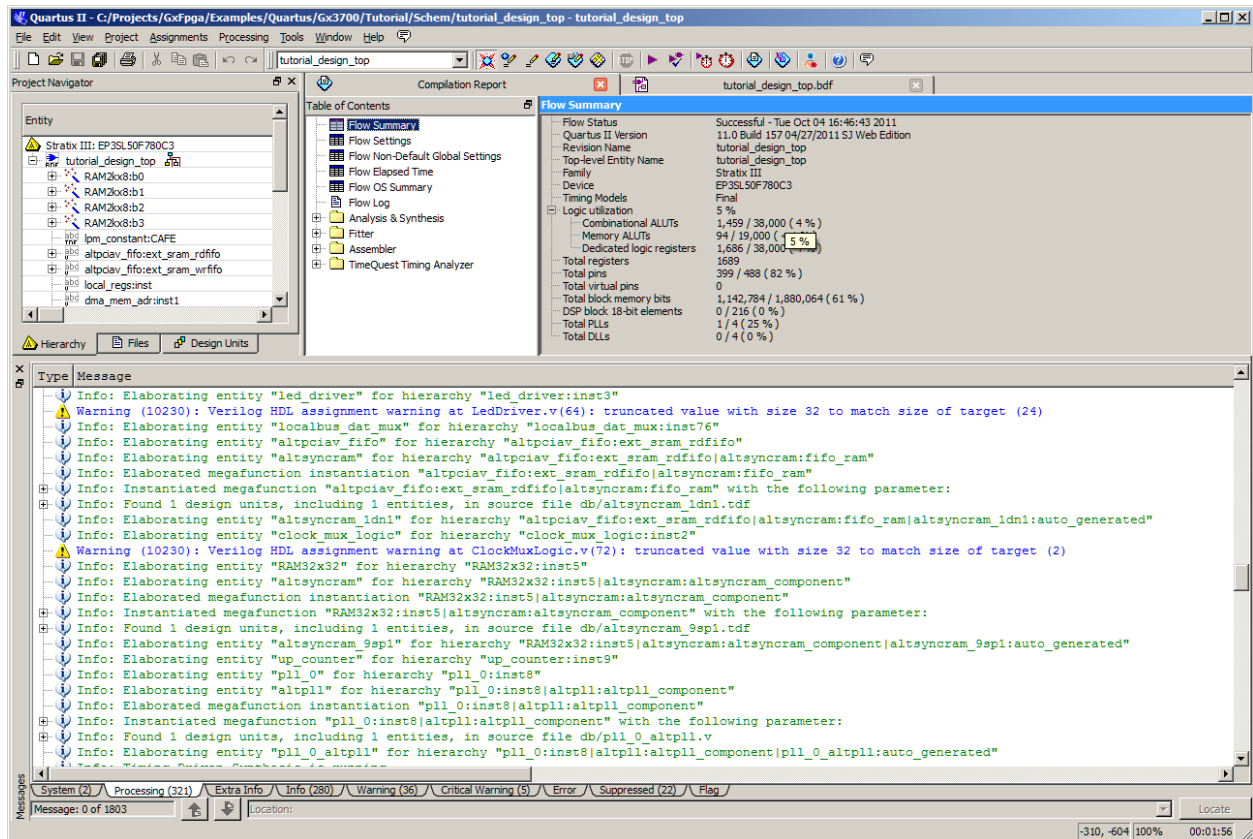 Quartus II - C:/Projects/GxFpga/Examples/Quartus/Gx3700/Tutorial/Schem/tutorial_design_top - tutorial_design_top
File Edit View Project Assignments Processing Tools Window Help
tutorial_design_top
Project Navigator
Entity
Stratix III: EP3SL50F780C3
tutorial_design_top
RAM2kx8:b0
RAM2kx8:b1
RAM2kx8:b2
RAM2kx8:b3
lpm_constant:CAFE
altpciav_fifo:ext_sram_rdfifo
altpciav_fifo:ext_sram_wrfifo
local_regs:inst
dma_mem_adr:inst1
Hierarchy Files Design Units
Compilation Report tutorial_design_top.bdf
Table of Contents
Flow Summary
Flow Settings
Flow Non-Default Global Settings
Flow Elapsed Time
Flow OS Summary
Flow Log
Analysis & Synthesis
Fitter
Assembler
TimeQuest Timing Analyzer
Flow Summary
Flow Status Successful - Tue Oct 04 16:46:43 2011
Quartus II Version 11.0 Build 157 04/27/2011 SJ Web Edition
Revision Name tutorial_design_top
Top-level Entity Name tutorial_design_top
Family Stratix III
Device EP3SL50F780C3
Timing Models Final
Logic utilization 5 %
Combinational ALUTs 1,459 / 38,000 ( 4 % )
Memory ALUTs 94 / 19,000 (
5 %
Dedicated logic registers 1,686 / 38,000
Total registers 1689
Total pins 399 / 488 ( 82 % )
Total virtual pins 0
Total block memory bits 1,142,784 / 1,880,064 ( 61 % )
DSP block 18-bit elements 0 / 216 ( 0 % )
Total PLLs 1 / 4 ( 25 % )
Total DLLs 0 / 4 ( 0 % )
Type Message
Info: Elaborating entity "led_driver" for hierarchy "led_driver:inst3"
Warning (10230): Verilog HDL assignment warning at LedDriver.v(64): truncated value with size 32 to match size of target (24)
Info: Elaborating entity "localbus_dat_mux" for hierarchy "localbus_dat_mux:inst76"
Info: Elaborating entity "altpciav_fifo" for hierarchy "altpciav_fifo:ext_sram_rdfifo"
Info: Elaborating entity "altsyncram" for hierarchy "altpciav_fifo:ext_sram_rdfifo|altsyncram:fifo_ram"
Info: Elaborated megafunction instantiation "altpciav_fifo:ext_sram_rdfifo|altsyncram:fifo_ram"
Info: Instantiated megafunction "altpciav_fifo:ext_sram_rdfifo|altsyncram:fifo_ram" with the following parameter:
Info: Found 1 design units, including 1 entities, in source file db/altsyncram_1dn1.tdf
Info: Elaborating entity "altsyncram_1dn1" for hierarchy "altpciav_fifo:ext_sram_rdfifo|altsyncram:fifo_ram|altsyncram_1dn1:auto_generated"
Info: Elaborating entity "clock_mux_logic" for hierarchy "clock_mux_logic:inst2"
Warning (10230): Verilog HDL assignment warning at ClockMuxLogic.v(72): truncated value with size 32 to match size of target (2)
Info: Elaborating entity "RAM32x32" for hierarchy "RAM32x32:inst5"
Info: Elaborating entity "altsyncram" for hierarchy "RAM32x32:inst5|altsyncram:altsyncram_component"
Info: Elaborated megafunction instantiation "RAM32x32:inst5|altsyncram:altsyncram_component"
Info: Instantiated megafunction "RAM32x32:inst5|altsyncram:altsyncram_component" with the following parameter:
Info: Found 1 design units, including 1 entities, in source file db/altsyncram_9sp1.tdf
Info: Elaborating entity "altsyncram_9sp1" for hierarchy "RAM32x32:inst5|altsyncram:altsyncram_component|altsyncram_9sp1:auto_generated"
Info: Elaborating entity "up_counter" for hierarchy "up_counter:inst9"
Info: Elaborating entity "pll_0" for hierarchy "pll_0:inst8"
Info: Elaborating entity "altpll" for hierarchy "pll_0:inst8|altpll:altpll_component"
Info: Elaborated megafunction instantiation "pll_0:inst8|altpll:altpll_component"
Info: Instantiated megafunction "pll_0:inst8|altpll:altpll_component" with the following parameter:
Info: Found 1 design units, including 1 entities, in source file db/pll_0_altpll.v
Info: Elaborating entity "pll_0_altpll" for hierarchy "pll_0:inst8|altpll:altpll_component|pll_0_altpll:auto_generated"
System (2) Processing (321) Extra Info Info (280) Warning (36) Critical Warning (5) Error Suppressed (22) Flag
Messages
Message: 0 of 1803 Location: Locate
-310, -604 100% 00:01:56